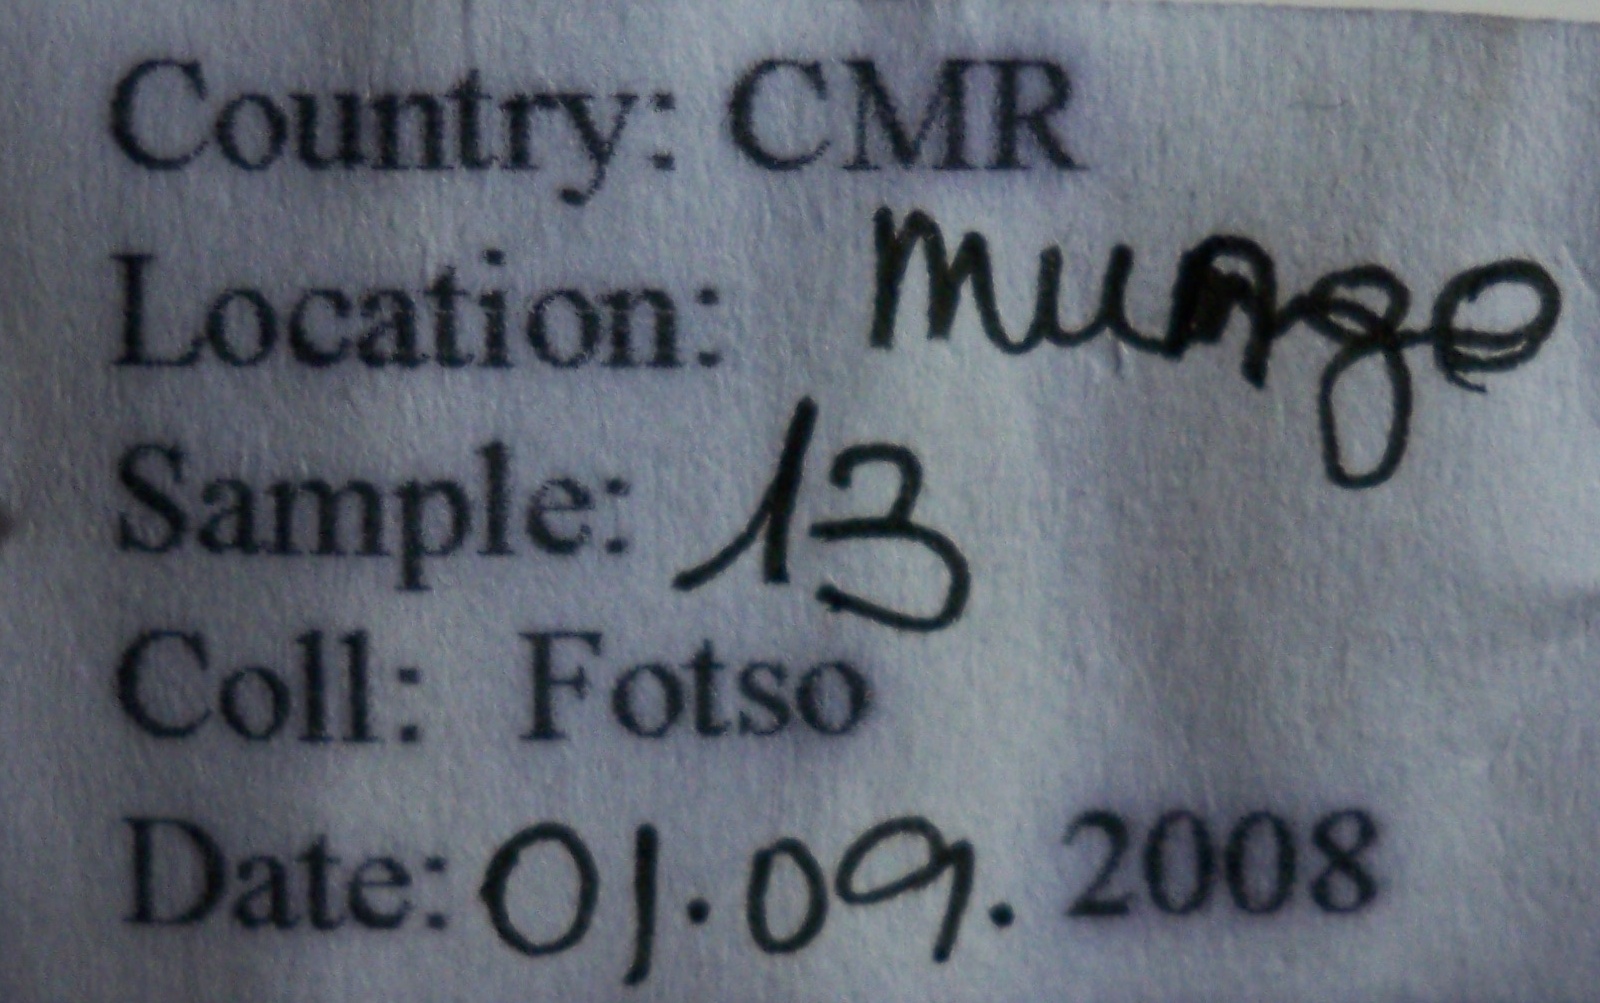 Country: CMR
Location: Mungo
Sample: 13
Coll: Fotso
Date: 01.09. 2008